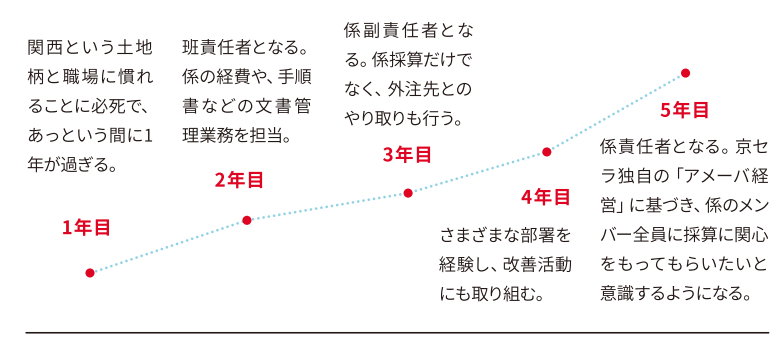 1年目
関西という土地
柄と職場に慣れ
ることに必死で、
あっという間に1
年が過ぎる。
2年目
班責任者となる。
係の経費や、手順
書などの文書管
理業務を担当。
3年目
係副責任者とな
る。係採算だけで
なく、外注先との
やり取りも行う。
4年目
さまざまな部署を
経験し、改善活動
にも取り組む。
5年目
係責任者となる。京セ
ラ独自の「アメーバ経
営」に基づき、係のメン
バー全員に採算に関心
をもってもらいたいと
意識するようになる。